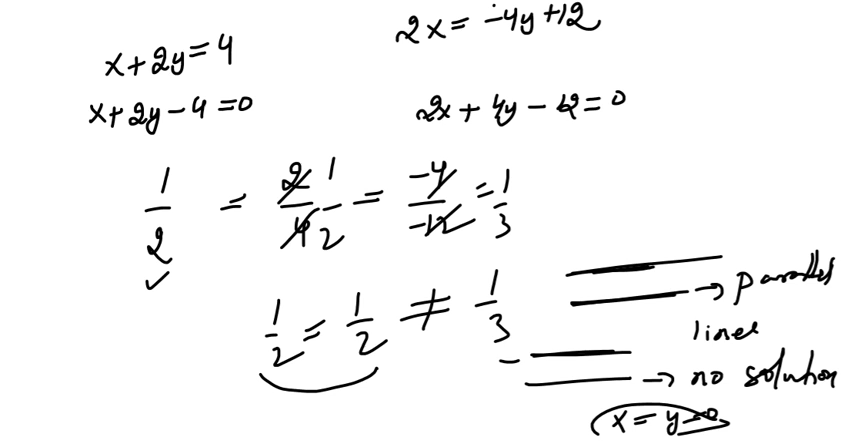 2x = -4y+12
x+2y=4
x+2y-4=0
2x+4y-12=0
1/2 = 2/4 1/2 = -4/-12 = 1/3
✓
1/2 = 1/2 ≠ 1/3
→ parallel
lines
→ no solution
x = y=0